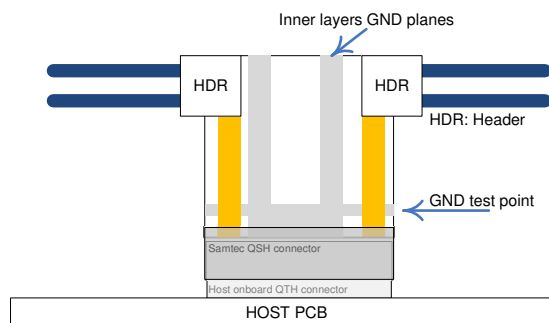 Inner layers GND planes
HDR
HDR
HDR: Header
GND test point
Samtec QSH connector
Host onboard QTH connector
HOST PCB